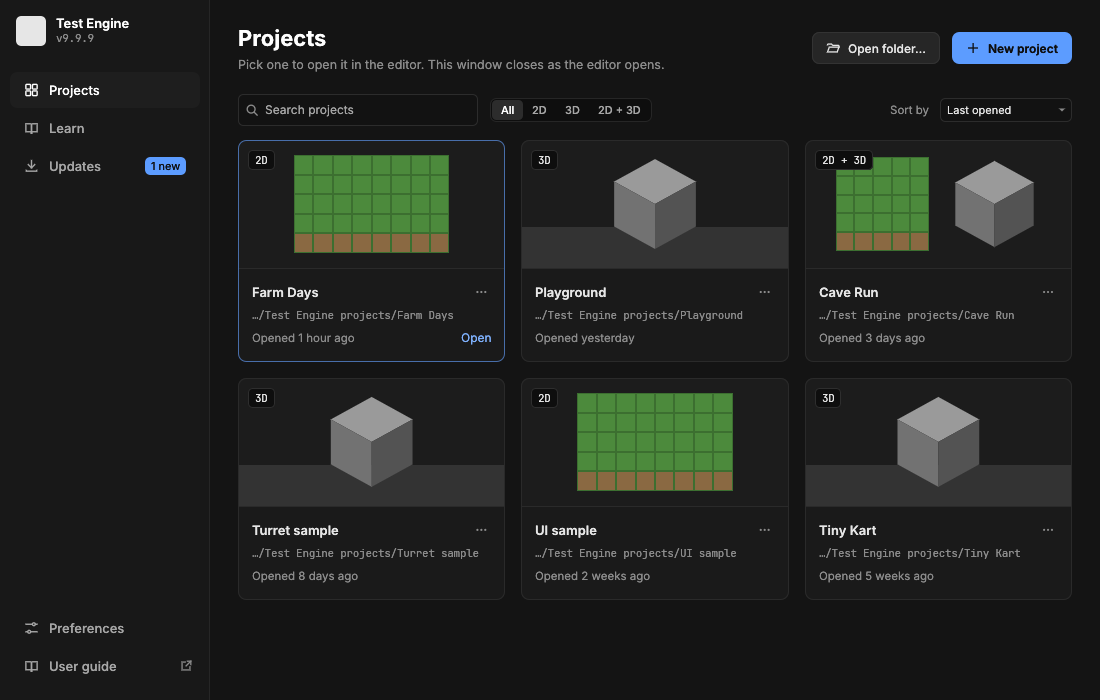 Test Engine
v9.9.9
Projects
Learn
Updates
1 new
Preferences
User guide
Projects
Pick one to open it in the editor. This window closes as the editor opens.
Open folder...
New project
Search projects
All 2D 3D 2D + 3D
Sort by
Last opened
2D
Farm Days
…/Test Engine projects/Farm Days
Opened 1 hour ago
Open
3D
Playground
…/Test Engine projects/Playground
Opened yesterday
2D + 3D
Cave Run
…/Test Engine projects/Cave Run
Opened 3 days ago
3D
Turret sample
…/Test Engine projects/Turret sample
Opened 8 days ago
2D
UI sample
…/Test Engine projects/UI sample
Opened 2 weeks ago
3D
Tiny Kart
…/Test Engine projects/Tiny Kart
Opened 5 weeks ago